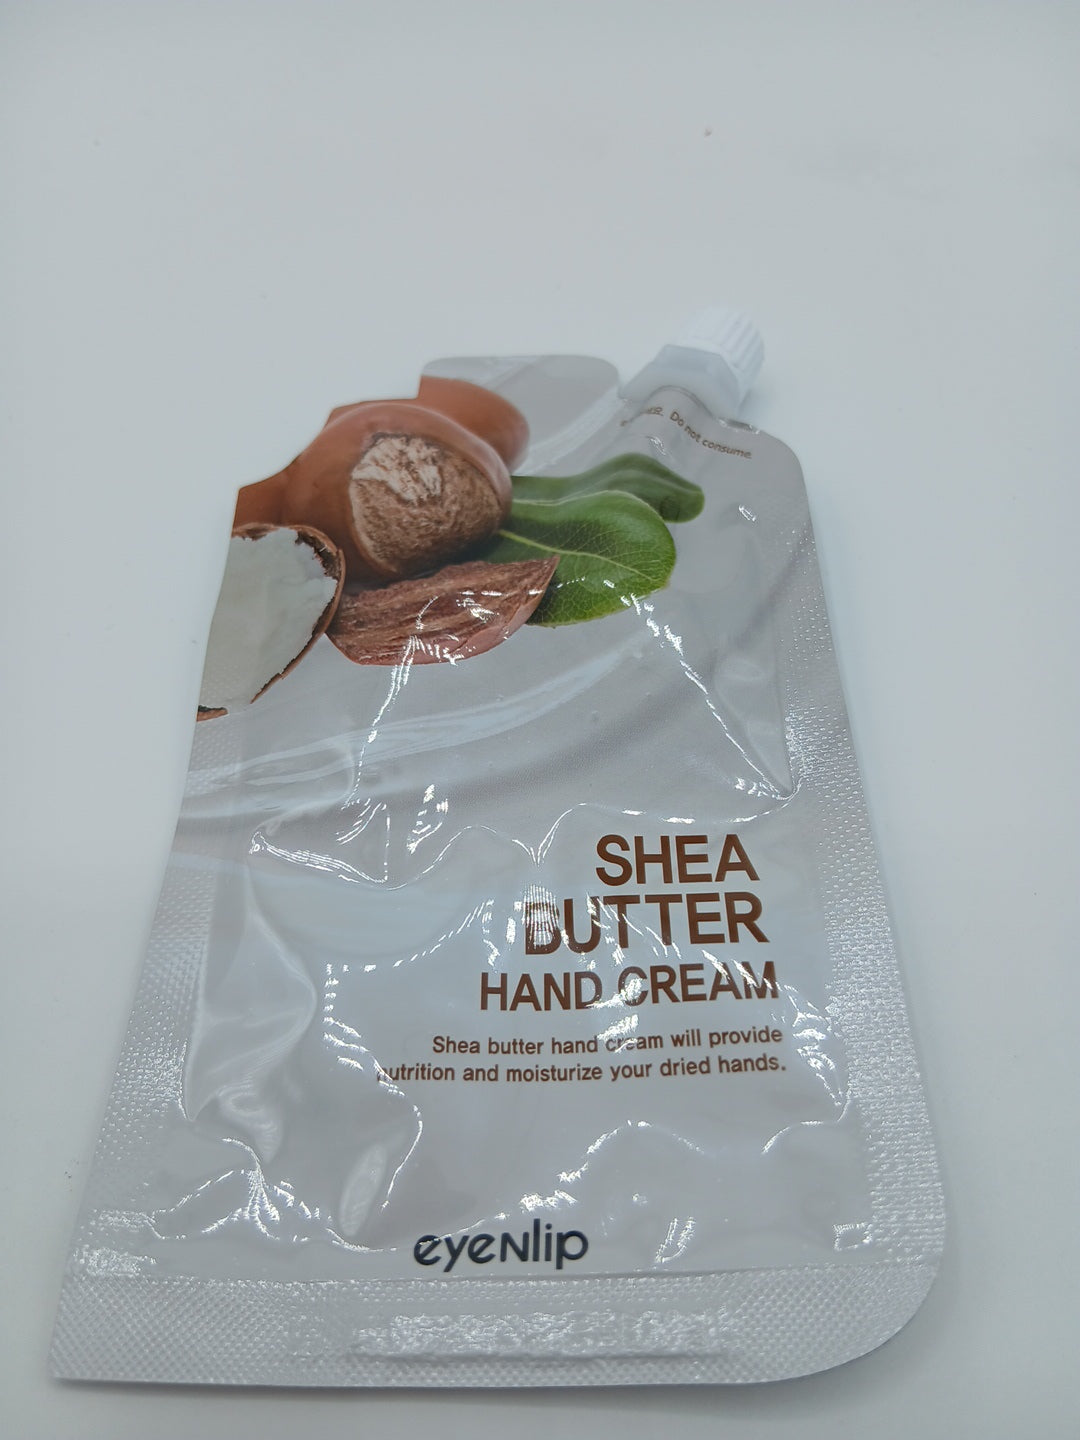 Do not consume.
SHEA
BUTTER
HAND CREAM
Shea butter hand cream will provide
nutrition and moisturize your dried hands.
eyeNlip